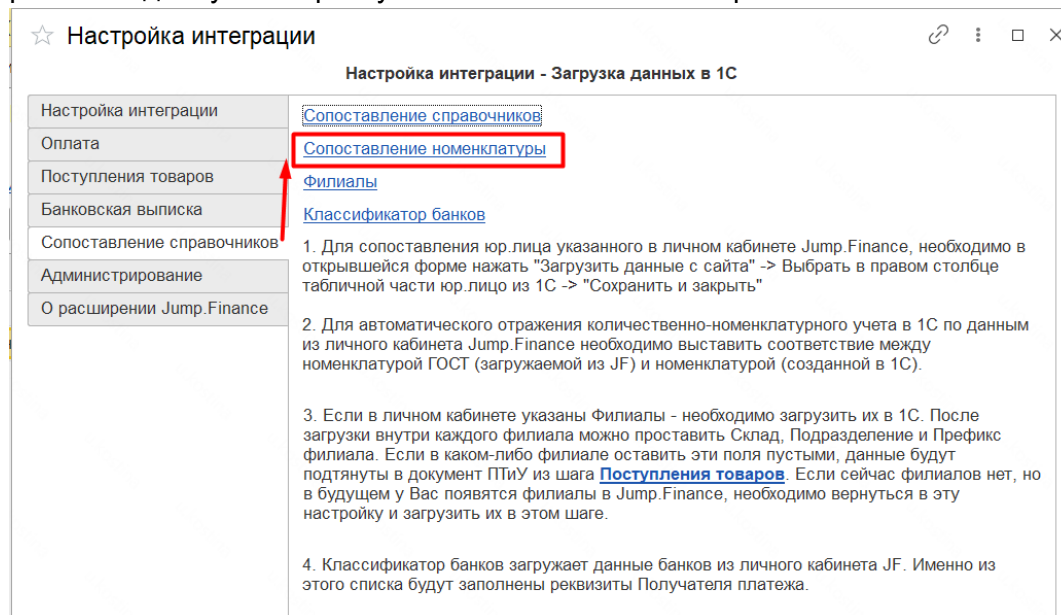 Настройка интеграции
Настройка интеграции - Загрузка данных в 1С
Настройка интеграции
Оплата
Поступления товаров
Банковская выписка
Сопоставление справочников
Администрирование
О расширении Jump.Finance
Сопоставление справочников
Сопоставление номенклатуры
Филиалы
Классификатор банков
1. Для сопоставления юр.лица указанного в личном кабинете Jump.Finance, необходимо в
открывшейся форме нажать "Загрузить данные с сайта" -> Выбрать в правом столбце
табличной части юр.лицо из 1С -> "Сохранить и закрыть"
2. Для автоматического отражения количественно-номенклатурного учета в 1С по данным
из личного кабинета Jump.Finance необходимо выставить соответствие между
номенклатурой ГОСТ (загружаемой из JF) и номенклатурой (созданной в 1С).
3. Если в личном кабинете указаны Филиалы - необходимо загрузить их в 1С. После
загрузки внутри каждого филиала можно проставить Склад, Подразделение и Префикс
филиала. Если в каком-либо филиале оставить эти поля пустыми, данные будут
подтянуты в документ ПТиУ из шага Поступления товаров. Если сейчас филиалов нет, но
в будущем у Вас появятся филиалы в Jump.Finance, необходимо вернуться в эту
настройку и загрузить их в этом шаге.
4. Классификатор банков загружает данные банков из личного кабинета JF. Именно из
этого списка будут заполнены реквизиты Получателя платежа.